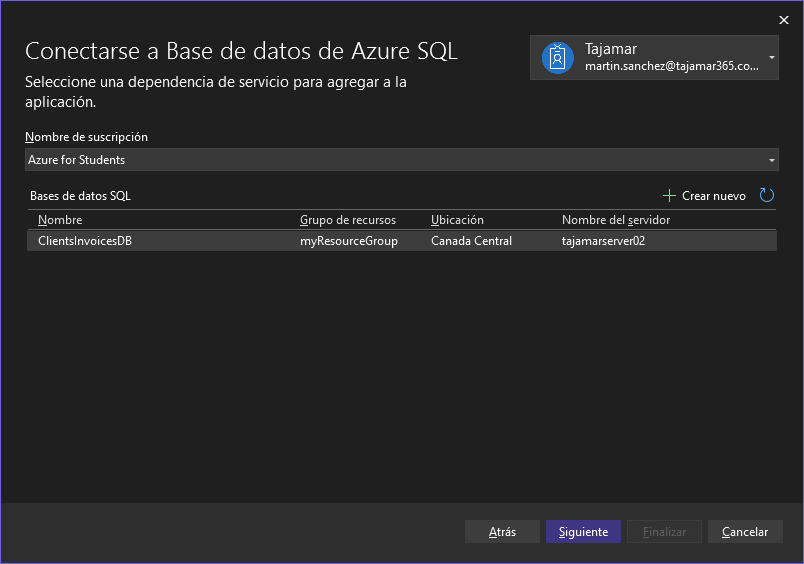 Conectarse a Base de datos de Azure SQL
Seleccione una dependencia de servicio para agregar a la
aplicación.
Tajamar
martin.sanchez@tajamar365.co...
Nombre de suscripción
Azure for Students
Bases de datos SQL
Crear nuevo
Nombre Grupo de recursos Ubicación Nombre del servidor
ClientsInvoicesDB myResourceGroup Canada Central tajamarserver02
Atrás Siguiente Finalizar Cancelar